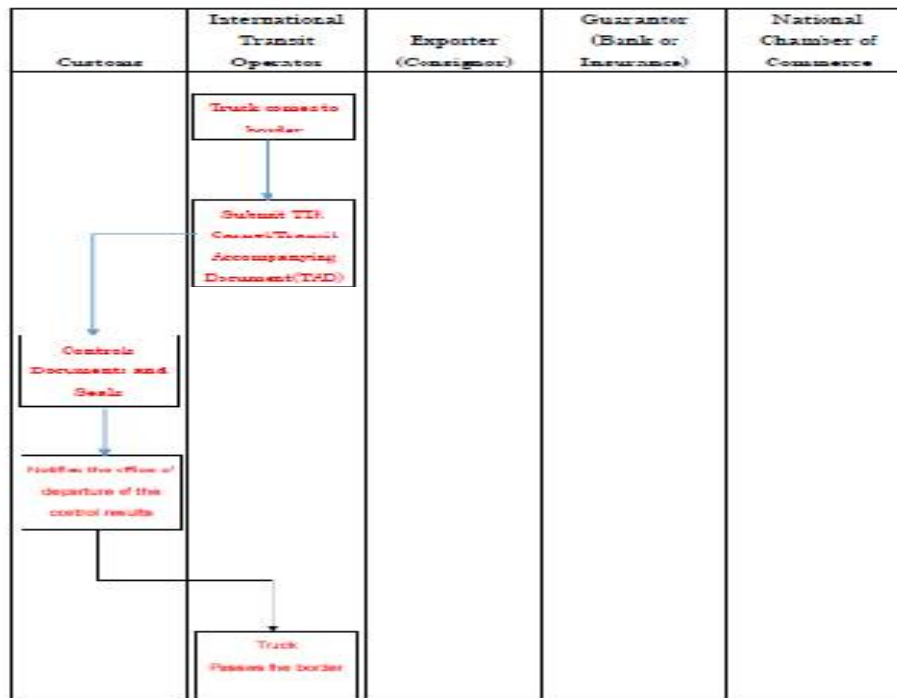 Customs
International
Transit
Operator
Exporter
(Consignor)
Guarantor
(Bank or
Insurance)
National
Chamber of
Commerce
Truck comes to
border
Submit TIR
Carnet/Transit
Accompanying
Document(TAD)
Controls
Documents and
Seals
Notifies the office of
departure of the
control results
Truck
Passes the border